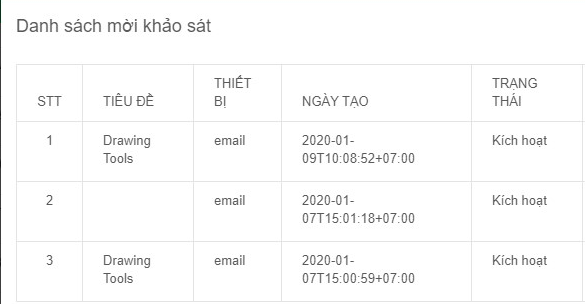 Danh sách mời khảo sát
STT TIÊU ĐỀ THIẾT BỊ NGÀY TẠO TRẠNG THÁI
1 Drawing Tools email 2020-01-09T10:08:52+07:00 Kích hoạt
2 email 2020-01-07T15:01:18+07:00 Kích hoạt
3 Drawing Tools email 2020-01-07T15:00:59+07:00 Kích hoạt